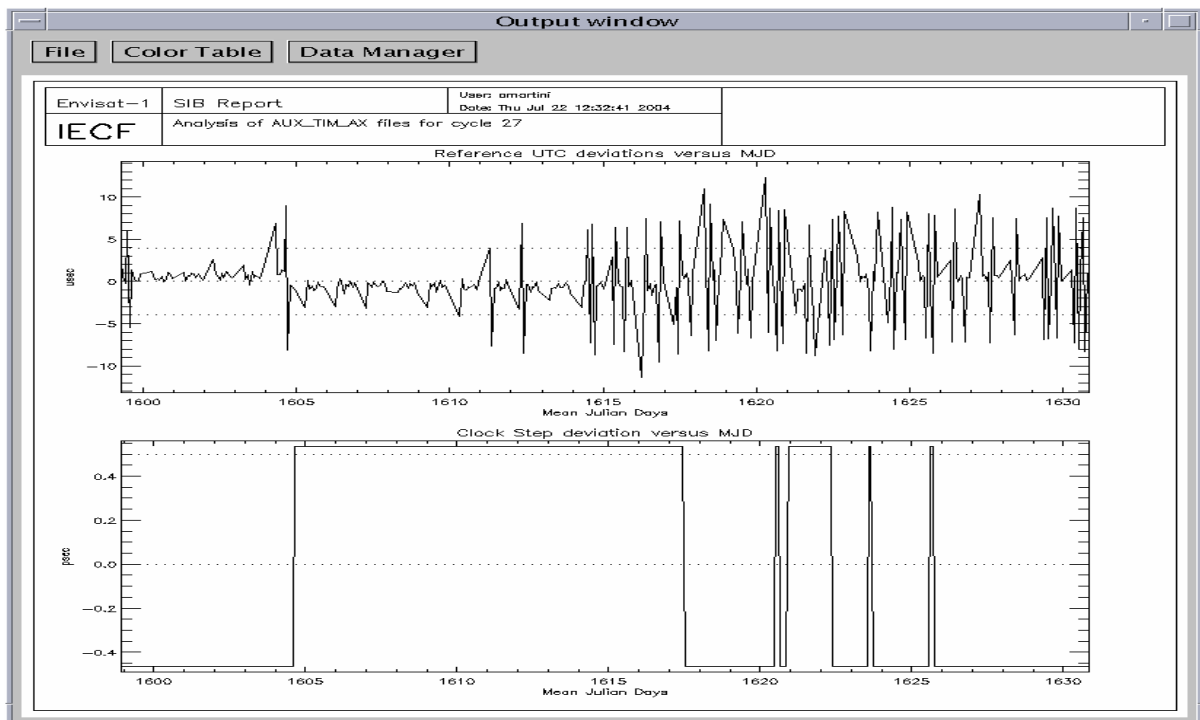 Output window
File Color Table Data Manager
Envisat-1 SIB Report User: amartini
Date: Thu Jul 22 12:32:41 2004
IECF Analysis of AUX_TIM_AX files for cycle 27
Reference UTC deviations versus MJD
10
5
0
-5
-10
usec
1600 1605 1610 1615 1620 1625 1630
Mean Julian Days
Clock Step deviation versus MJD
0.4
0.2
0.0
-0.2
-0.4
psec
1600 1605 1610 1615 1620 1625 1630
Mean Julian Days